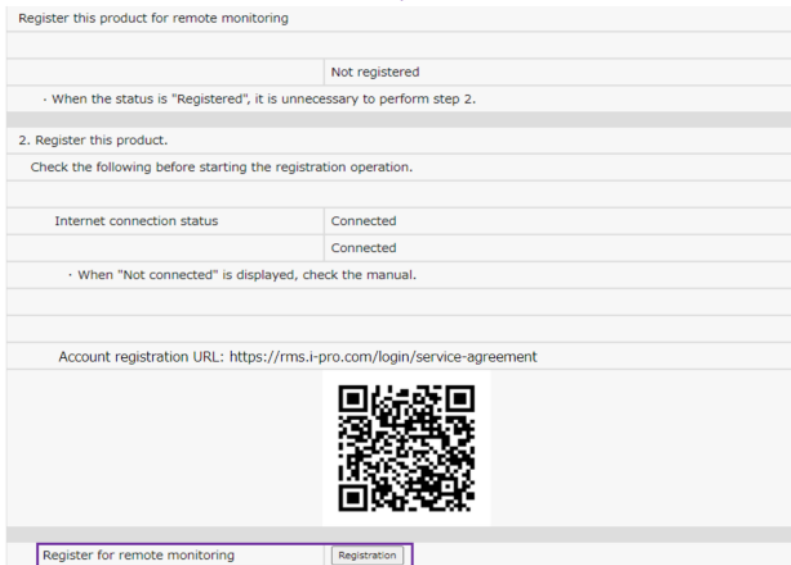 Register this product for remote monitoring
Not registered
· When the status is "Registered", it is unnecessary to perform step 2.
2. Register this product.
Check the following before starting the registration operation.
Internet connection status Connected
Connected
· When "Not connected" is displayed, check the manual.
Account registration URL: https://rms.i-pro.com/login/service-agreement
Register for remote monitoring Registration